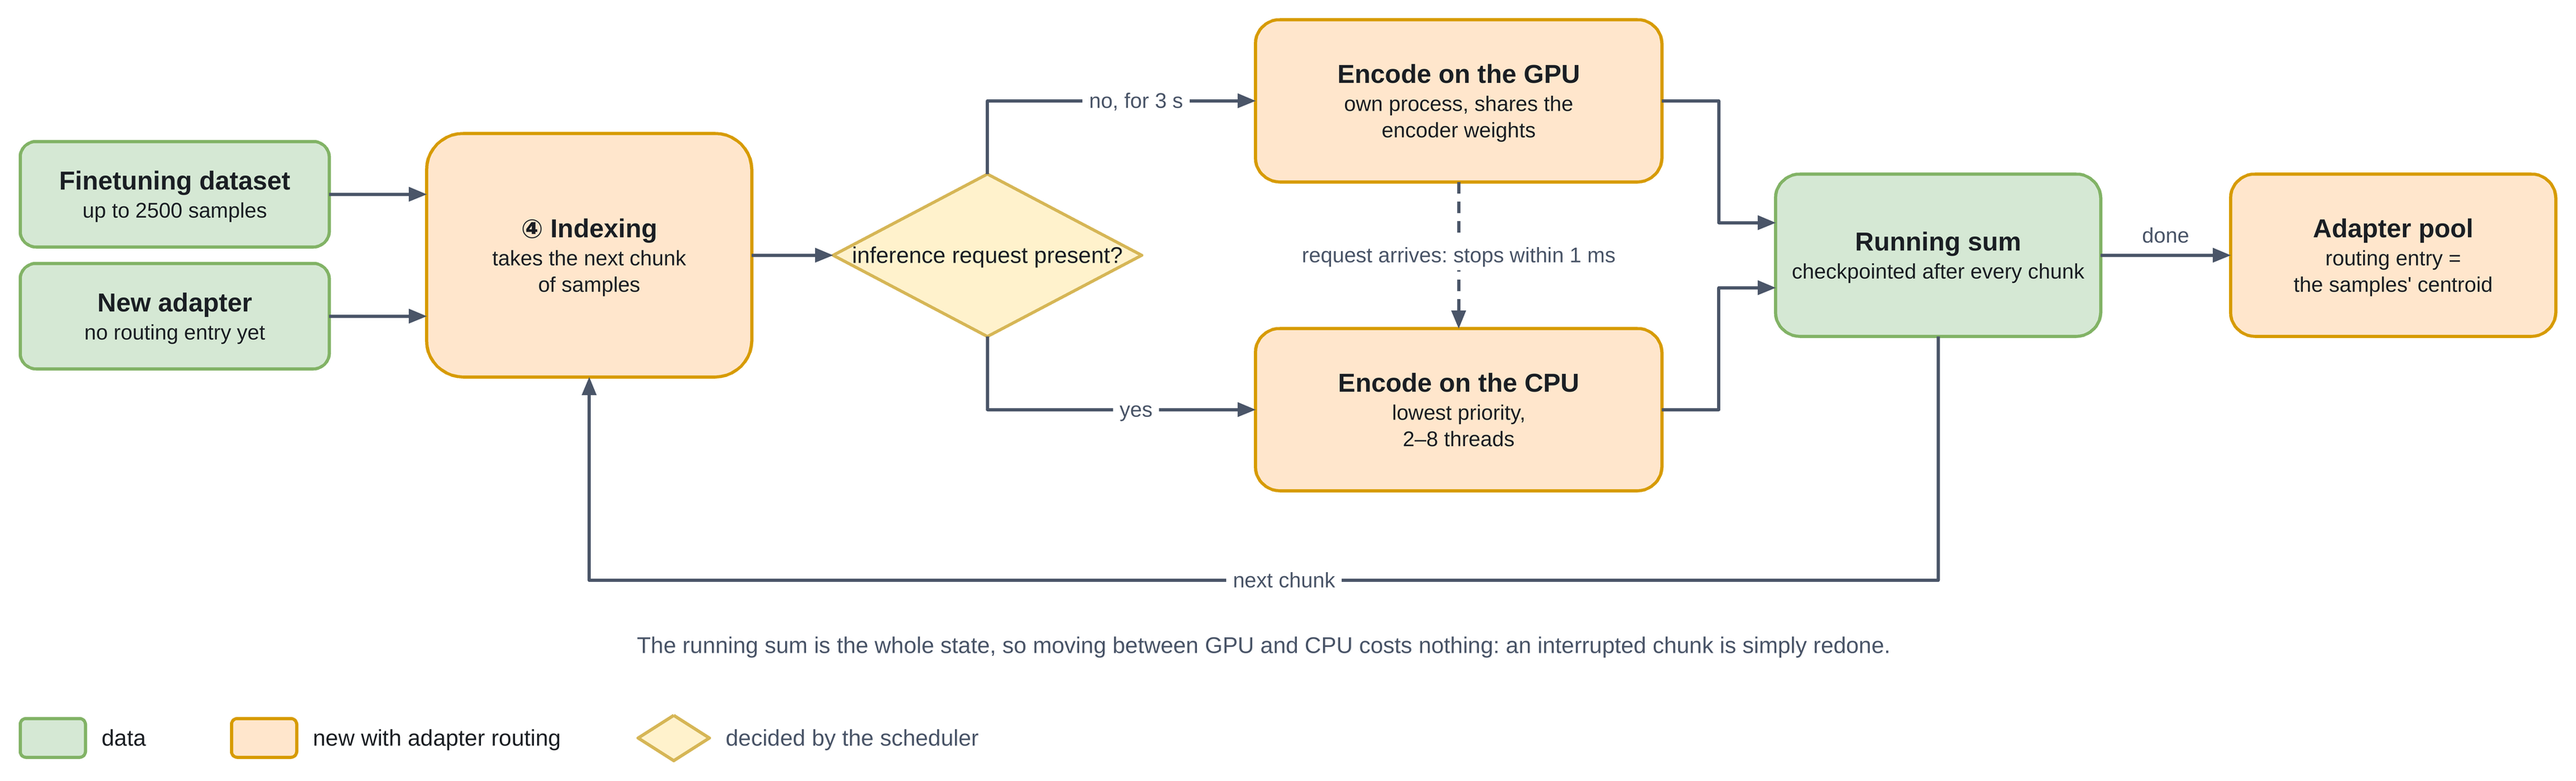 Finetuning dataset
up to 2500 samples
New adapter
no routing entry yet
④ Indexing
takes the next chunk
of samples
inference request present?
no, for 3 s
yes
Encode on the GPU
own process, shares the
encoder weights
request arrives: stops within 1 ms
Encode on the CPU
lowest priority,
2–8 threads
Running sum
checkpointed after every chunk
done
Adapter pool
routing entry =
the samples' centroid
next chunk
The running sum is the whole state, so moving between GPU and CPU costs nothing: an interrupted chunk is simply redone.
data
new with adapter routing
decided by the scheduler